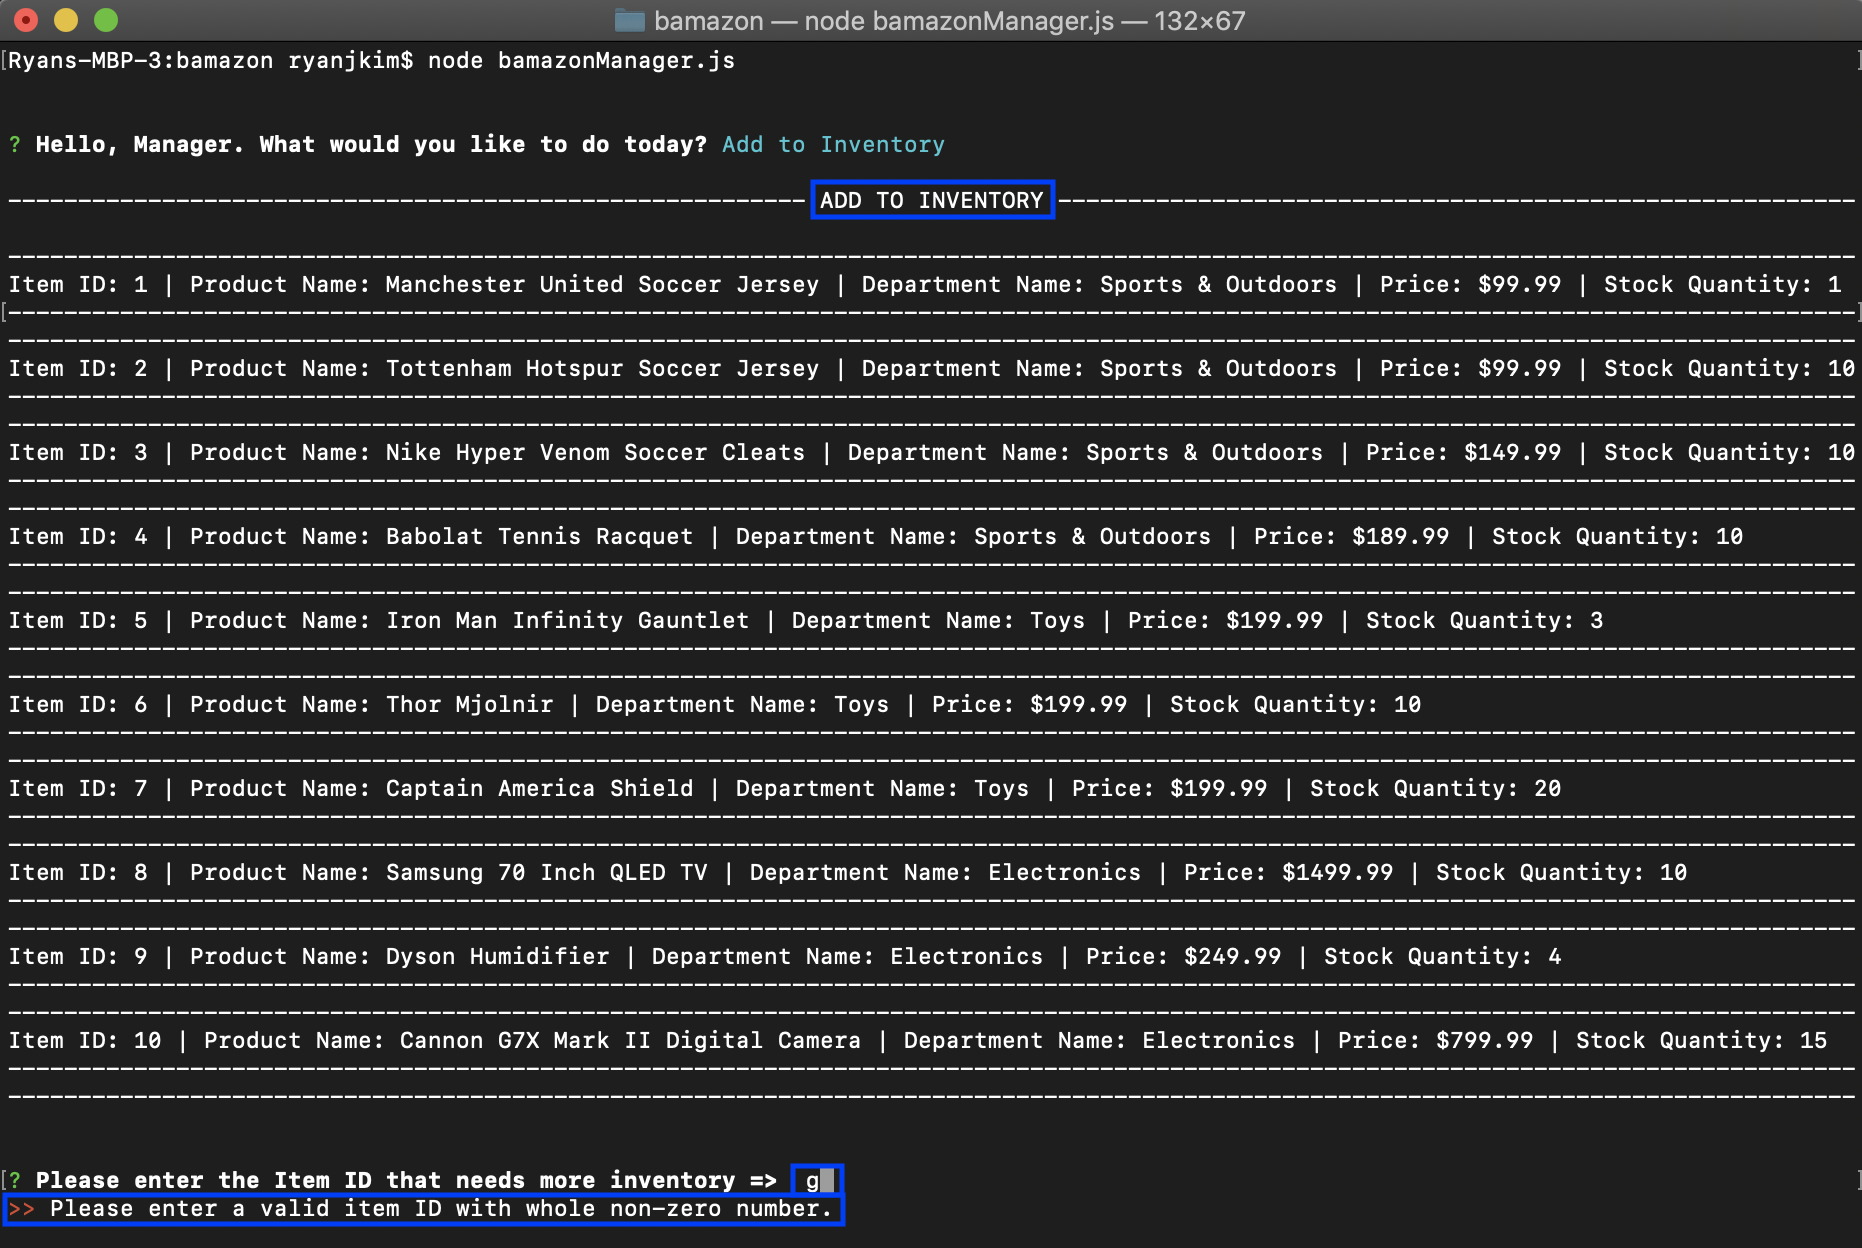 bamazon — node bamazonManager.js — 132×67
[Ryans-MBP-3:bamazon ryanjkim$ node bamazonManager.js ]
? Hello, Manager. What would you like to do today? Add to Inventory
--------------------------------------------------------- ADD TO INVENTORY ---------------------------------------------------------
------------------------------------------------------------------------------------------------------------------------------------
Item ID: 1 | Product Name: Manchester United Soccer Jersey | Department Name: Sports & Outdoors | Price: $99.99 | Stock Quantity: 1
[------------------------------------------------------------------------------------------------------------------------------------]
------------------------------------------------------------------------------------------------------------------------------------
Item ID: 2 | Product Name: Tottenham Hotspur Soccer Jersey | Department Name: Sports & Outdoors | Price: $99.99 | Stock Quantity: 10
------------------------------------------------------------------------------------------------------------------------------------
------------------------------------------------------------------------------------------------------------------------------------
Item ID: 3 | Product Name: Nike Hyper Venom Soccer Cleats | Department Name: Sports & Outdoors | Price: $149.99 | Stock Quantity: 10
------------------------------------------------------------------------------------------------------------------------------------
------------------------------------------------------------------------------------------------------------------------------------
Item ID: 4 | Product Name: Babolat Tennis Racquet | Department Name: Sports & Outdoors | Price: $189.99 | Stock Quantity: 10
------------------------------------------------------------------------------------------------------------------------------------
------------------------------------------------------------------------------------------------------------------------------------
Item ID: 5 | Product Name: Iron Man Infinity Gauntlet | Department Name: Toys | Price: $199.99 | Stock Quantity: 3
------------------------------------------------------------------------------------------------------------------------------------
------------------------------------------------------------------------------------------------------------------------------------
Item ID: 6 | Product Name: Thor Mjolnir | Department Name: Toys | Price: $199.99 | Stock Quantity: 10
------------------------------------------------------------------------------------------------------------------------------------
------------------------------------------------------------------------------------------------------------------------------------
Item ID: 7 | Product Name: Captain America Shield | Department Name: Toys | Price: $199.99 | Stock Quantity: 20
------------------------------------------------------------------------------------------------------------------------------------
------------------------------------------------------------------------------------------------------------------------------------
Item ID: 8 | Product Name: Samsung 70 Inch QLED TV | Department Name: Electronics | Price: $1499.99 | Stock Quantity: 10
------------------------------------------------------------------------------------------------------------------------------------
------------------------------------------------------------------------------------------------------------------------------------
Item ID: 9 | Product Name: Dyson Humidifier | Department Name: Electronics | Price: $249.99 | Stock Quantity: 4
------------------------------------------------------------------------------------------------------------------------------------
------------------------------------------------------------------------------------------------------------------------------------
Item ID: 10 | Product Name: Cannon G7X Mark II Digital Camera | Department Name: Electronics | Price: $799.99 | Stock Quantity: 15
------------------------------------------------------------------------------------------------------------------------------------
------------------------------------------------------------------------------------------------------------------------------------
[? Please enter the Item ID that needs more inventory => g ]
>> Please enter a valid item ID with whole non-zero number.